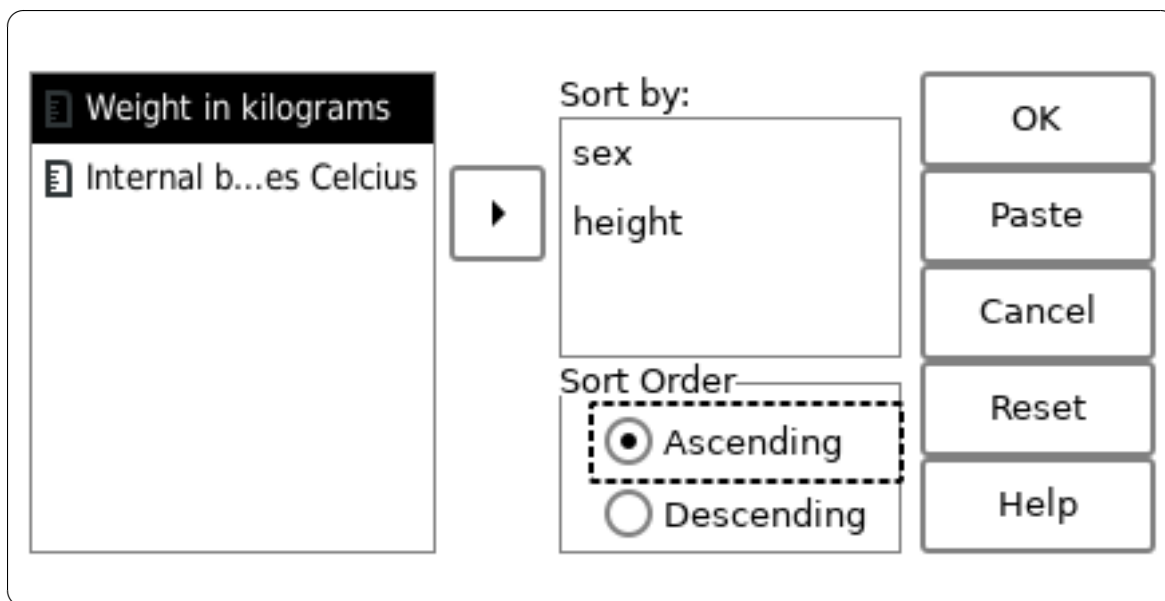 Weight in kilograms
Internal b...es Celcius
Sort by:
sex
height
Sort Order
Ascending
Descending
OK
Paste
Cancel
Reset
Help